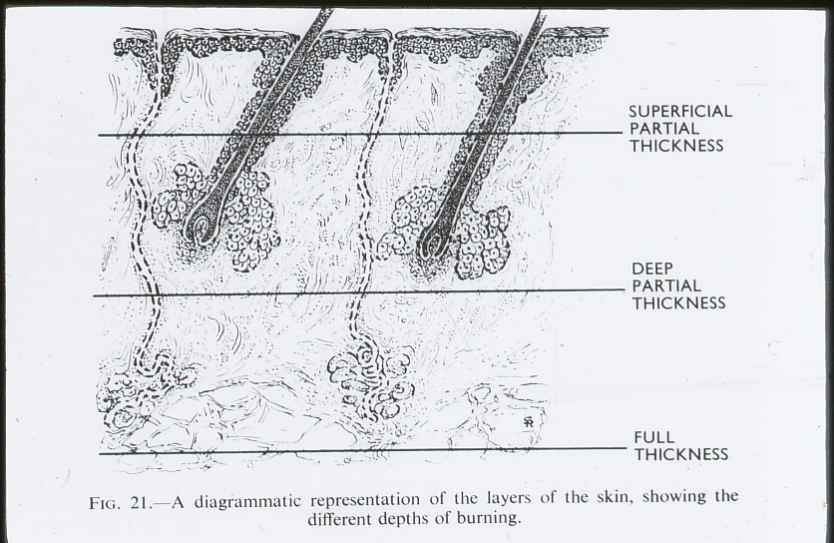 SUPERFICIAL
PARTIAL
THICKNESS
DEEP
PARTIAL
THICKNESS
FULL
THICKNESS
FIG. 21.—A diagrammatic representation of the layers of the skin, showing the
different depths of burning.